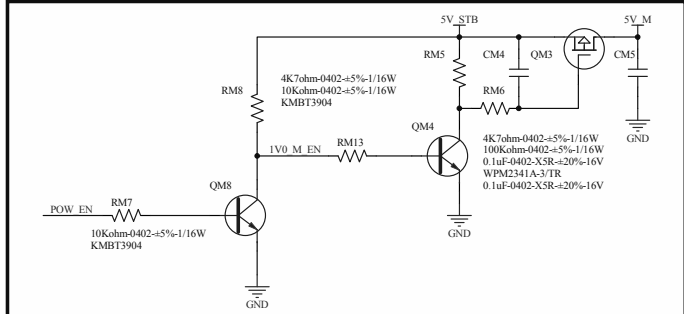 5V_STB
5V_M
RM5
CM4
QM3
CM5
RM8
4K7ohm-0402-±5%-1/16W
10Kohm-0402-±5%-1/16W
KMBT3904
RM6
GND
QM4
1V0_M_EN
RM13
4K7ohm-0402-±5%-1/16W
100Kohm-0402-±5%-1/16W
0.1uF-0402-X5R-±20%-16V
WPM2341A-3/TR
0.1uF-0402-X5R-±20%-16V
QM8
POW_EN
RM7
10Kohm-0402-±5%-1/16W
KMBT3904
GND
GND